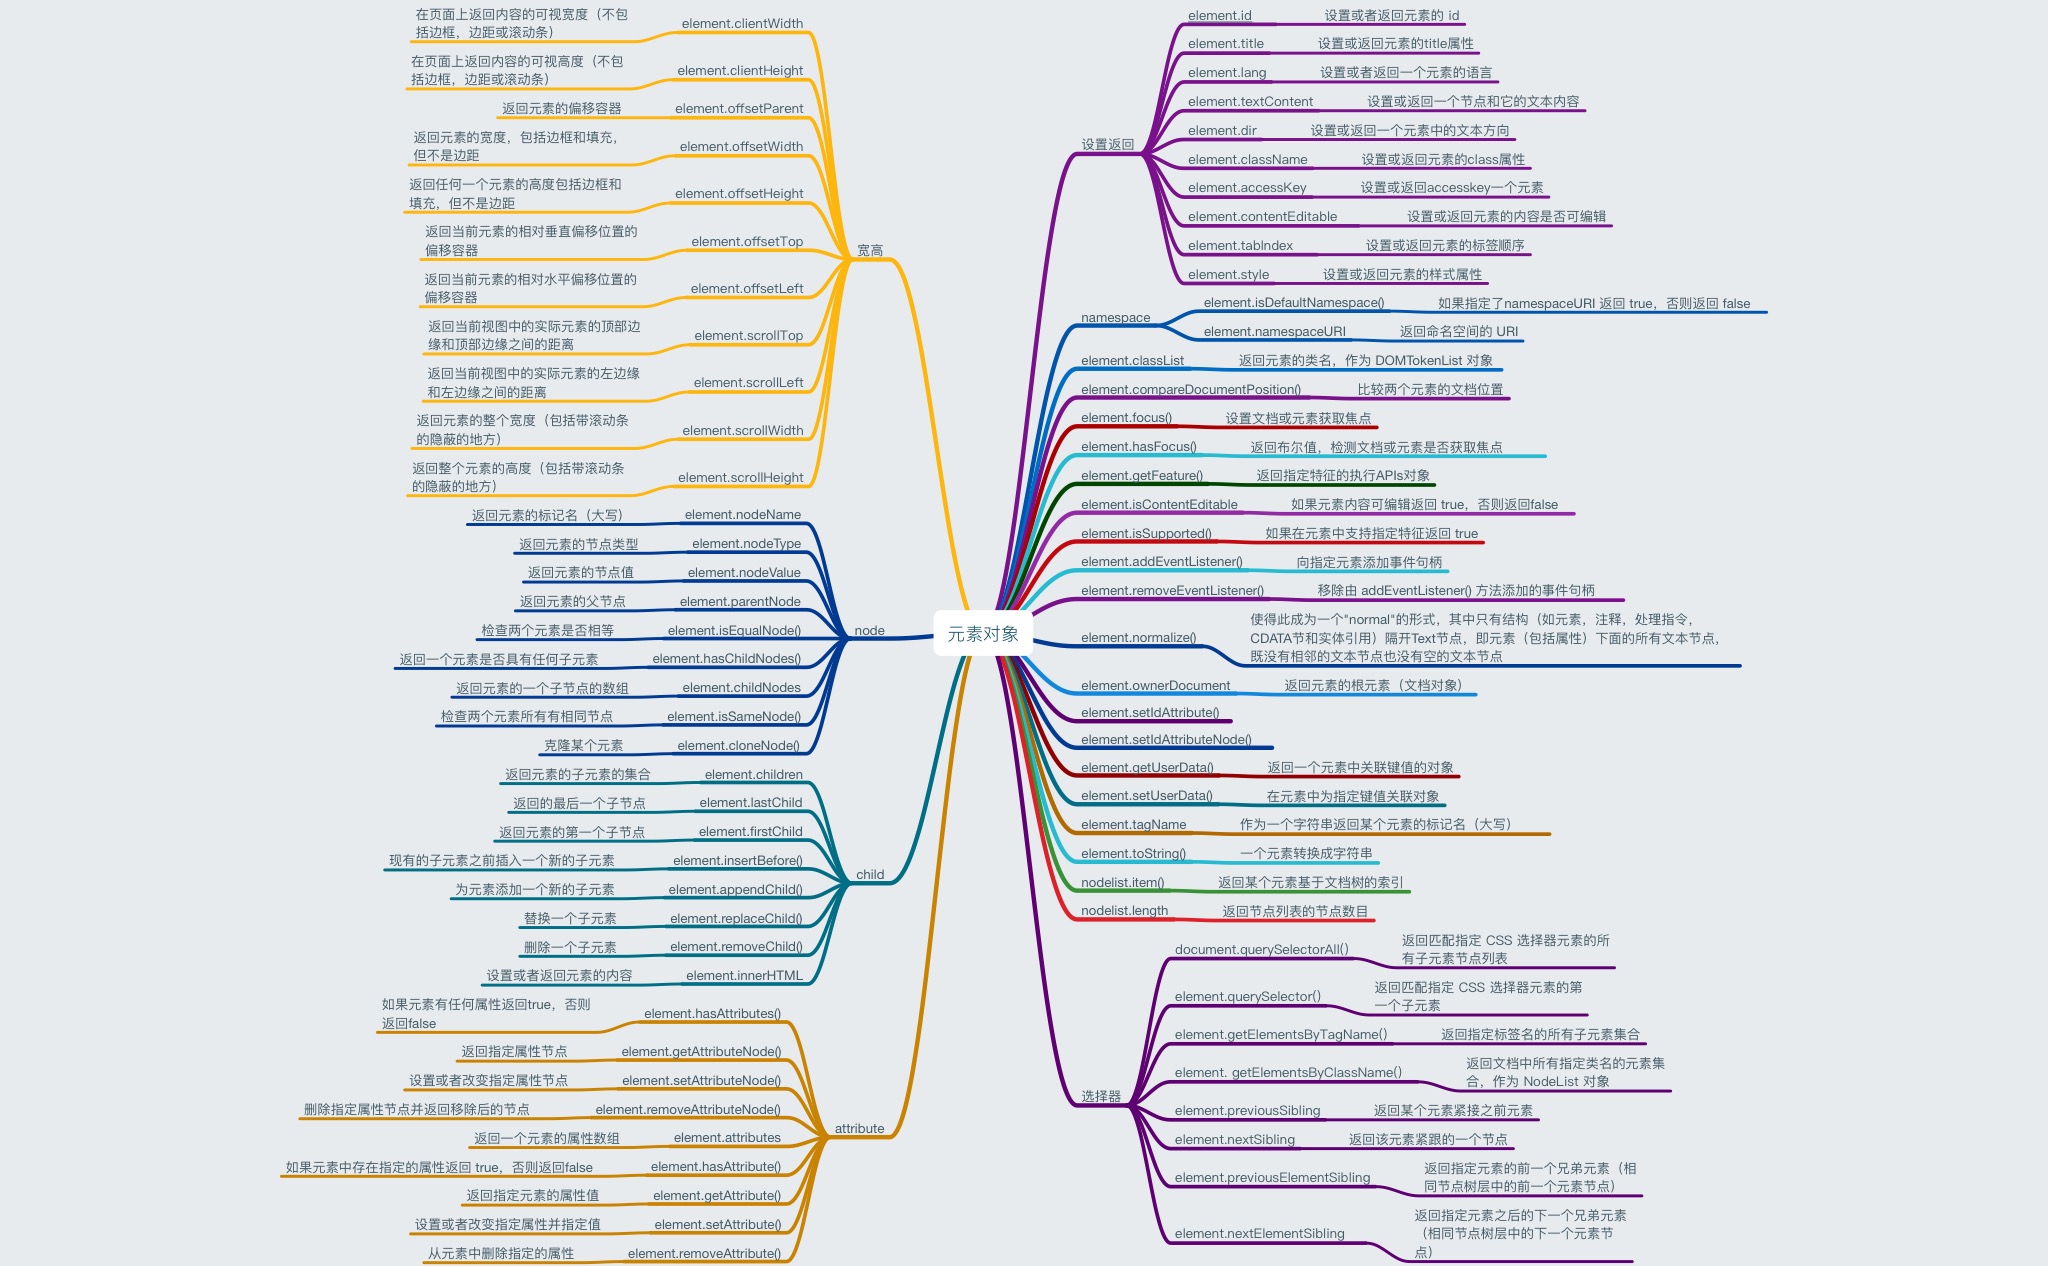 元素对象
宽高
element.clientWidth
在页面上返回内容的可视宽度（不包
括边框，边距或滚动条）
element.clientHeight
在页面上返回内容的可视高度（不包
括边框，边距或滚动条）
element.offsetParent
返回元素的偏移容器
element.offsetWidth
返回元素的宽度，包括边框和填充，
但不是边距
element.offsetHeight
返回任何一个元素的高度包括边框和
填充，但不是边距
element.offsetTop
返回当前元素的相对垂直偏移位置的
偏移容器
element.offsetLeft
返回当前元素的相对水平偏移位置的
偏移容器
element.scrollTop
返回当前视图中的实际元素的顶部边
缘和顶部边缘之间的距离
element.scrollLeft
返回当前视图中的实际元素的左边缘
和左边缘之间的距离
element.scrollWidth
返回元素的整个宽度（包括带滚动条
的隐蔽的地方）
element.scrollHeight
返回整个元素的高度（包括带滚动条
的隐蔽的地方）
node
element.nodeName
返回元素的标记名（大写）
element.nodeType
返回元素的节点类型
element.nodeValue
返回元素的节点值
element.parentNode
返回元素的父节点
element.isEqualNode()
检查两个元素是否相等
element.hasChildNodes()
返回一个元素是否具有任何子元素
element.childNodes
返回元素的一个子节点的数组
element.isSameNode()
检查两个元素所有有相同节点
element.cloneNode()
克隆某个元素
child
element.children
返回元素的子元素的集合
element.lastChild
返回的最后一个子节点
element.firstChild
返回元素的第一个子节点
element.insertBefore()
现有的子元素之前插入一个新的子元素
element.appendChild()
为元素添加一个新的子元素
element.replaceChild()
替换一个子元素
element.removeChild()
删除一个子元素
element.innerHTML
设置或者返回元素的内容
attribute
element.hasAttributes()
如果元素有任何属性返回true，否则
返回false
element.getAttributeNode()
返回指定属性节点
element.setAttributeNode()
设置或者改变指定属性节点
element.removeAttributeNode()
删除指定属性节点并返回移除后的节点
element.attributes
返回一个元素的属性数组
element.hasAttribute()
如果元素中存在指定的属性返回 true，否则返回false
element.getAttribute()
返回指定元素的属性值
element.setAttribute()
设置或者改变指定属性并指定值
element.removeAttribute()
从元素中删除指定的属性
设置返回
element.id
设置或者返回元素的 id
element.title
设置或返回元素的title属性
element.lang
设置或者返回一个元素的语言
element.textContent
设置或返回一个节点和它的文本内容
element.dir
设置或返回一个元素中的文本方向
element.className
设置或返回元素的class属性
element.accessKey
设置或返回accesskey一个元素
element.contentEditable
设置或返回元素的内容是否可编辑
element.tabIndex
设置或返回元素的标签顺序
element.style
设置或返回元素的样式属性
namespace
element.isDefaultNamespace()
如果指定了namespaceURI 返回 true，否则返回 false
element.namespaceURI
返回命名空间的 URI
element.classList
返回元素的类名，作为 DOMTokenList 对象
element.compareDocumentPosition()
比较两个元素的文档位置
element.focus()
设置文档或元素获取焦点
element.hasFocus()
返回布尔值，检测文档或元素是否获取焦点
element.getFeature()
返回指定特征的执行APIs对象
element.isContentEditable
如果元素内容可编辑返回 true，否则返回false
element.isSupported()
如果在元素中支持指定特征返回 true
element.addEventListener()
向指定元素添加事件句柄
element.removeEventListener()
移除由 addEventListener() 方法添加的事件句柄
element.normalize()
使得此成为一个"normal"的形式，其中只有结构（如元素，注释，处理指令，
CDATA节和实体引用）隔开Text节点，即元素（包括属性）下面的所有文本节点，
既没有相邻的文本节点也没有空的文本节点
element.ownerDocument
返回元素的根元素（文档对象）
element.setIdAttribute()
element.setIdAttributeNode()
element.getUserData()
返回一个元素中关联键值的对象
element.setUserData()
在元素中为指定键值关联对象
element.tagName
作为一个字符串返回某个元素的标记名（大写）
element.toString()
一个元素转换成字符串
nodelist.item()
返回某个元素基于文档树的索引
nodelist.length
返回节点列表的节点数目
选择器
document.querySelectorAll()
返回匹配指定 CSS 选择器元素的所
有子元素节点列表
element.querySelector()
返回匹配指定 CSS 选择器元素的第
一个子元素
element.getElementsByTagName()
返回指定标签名的所有子元素集合
element. getElementsByClassName()
返回文档中所有指定类名的元素集
合，作为 NodeList 对象
element.previousSibling
返回某个元素紧接之前元素
element.nextSibling
返回该元素紧跟的一个节点
element.previousElementSibling
返回指定元素的前一个兄弟元素（相
同节点树层中的前一个元素节点）
element.nextElementSibling
返回指定元素之后的下一个兄弟元素
（相同节点树层中的下一个元素节
点）